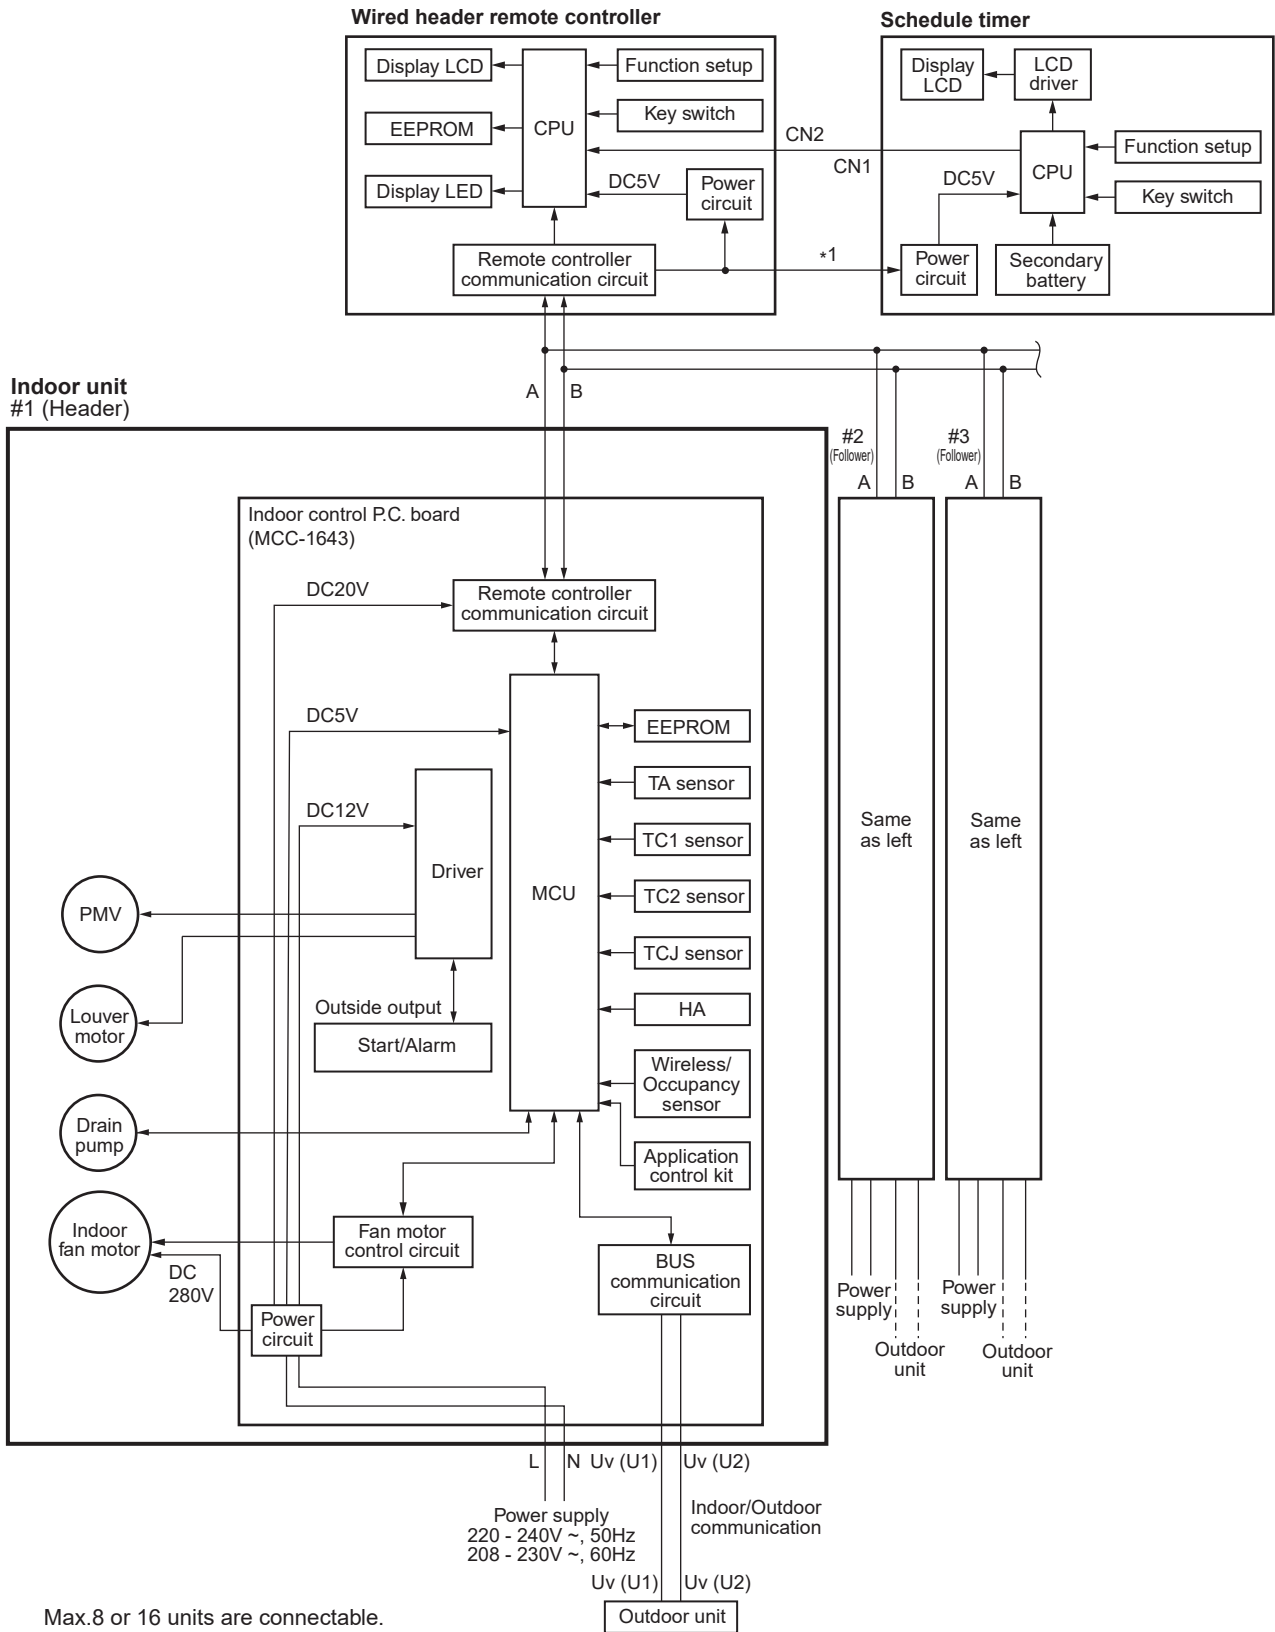 Wired header remote controller
Schedule timer
Display LCD
CPU
Function setup
EEPROM
Key switch
Display LED
DC5V
Power
circuit
Remote controller
communication circuit
CN2
CN1
*1
Display
LCD
LCD
driver
CPU
Function setup
DC5V
Key switch
Power
circuit
Secondary
battery
A
B
Indoor unit
#1 (Header)
Indoor control P.C. board
(MCC-1643)
DC20V
Remote controller
communication circuit
DC5V
DC12V
Driver
MCU
EEPROM
TA sensor
TC1 sensor
TC2 sensor
TCJ sensor
HA
Wireless/
Occupancy
sensor
Application
control kit
PMV
Louver
motor
Outside output
Start/Alarm
Drain
pump
Indoor
fan motor
Fan motor
control circuit
DC
280V
Power
circuit
BUS
communication
circuit
#2
(Follower)
A
B
Same
as left
Power
supply
Outdoor
unit
#3
(Follower)
A
B
Same
as left
Power
supply
Outdoor
unit
L
N
Uv (U1)
Uv (U2)
Power supply
220 - 240V ~, 50Hz
208 - 230V ~, 60Hz
Indoor/Outdoor
communication
Uv (U1)
Uv (U2)
Outdoor unit
Max.8 or 16 units are connectable.